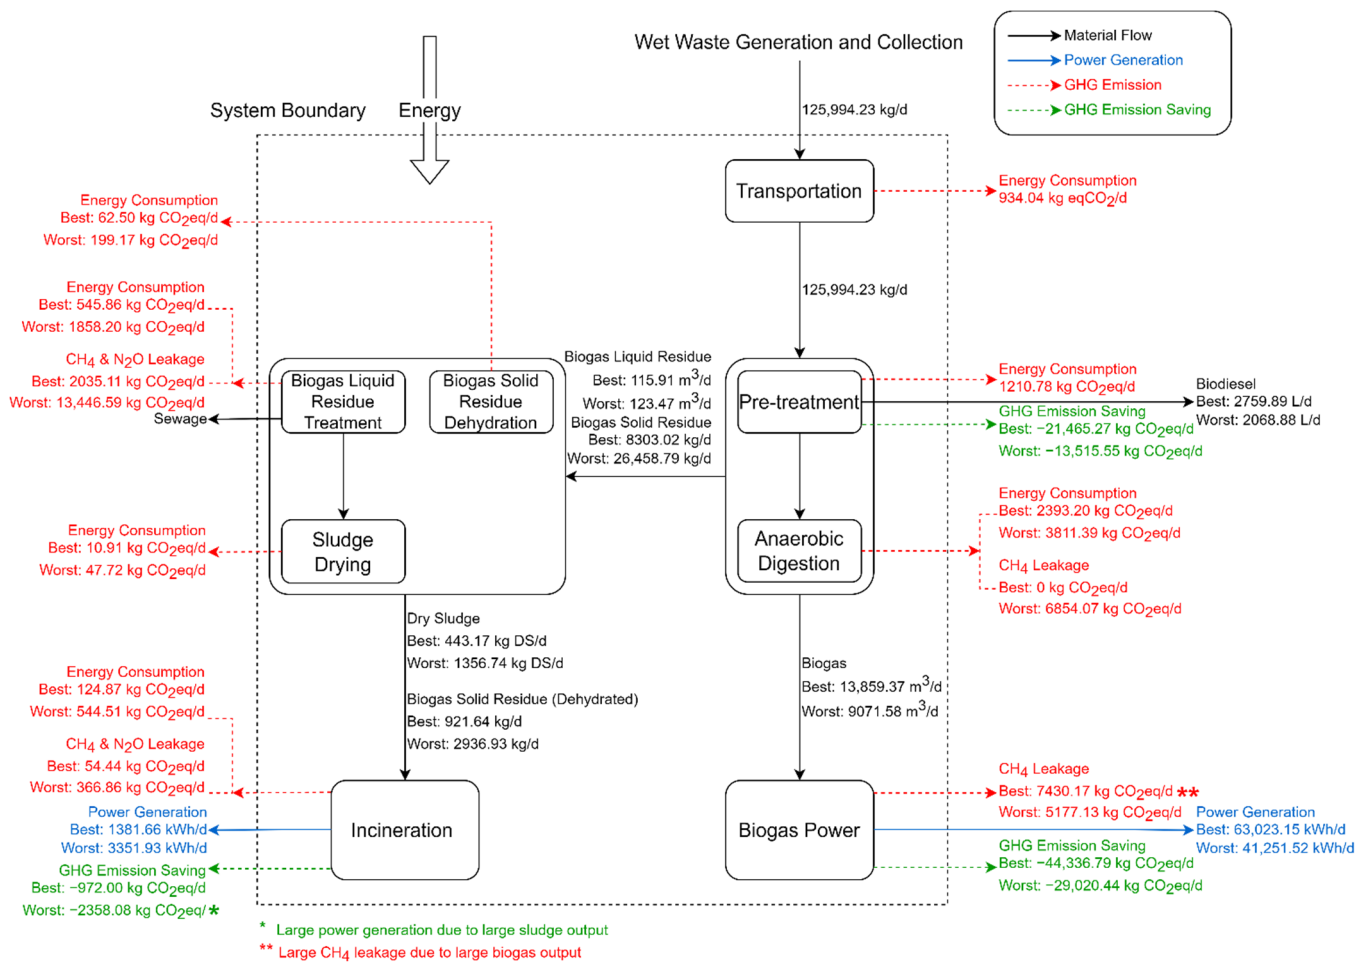 Wet Waste Generation and Collection
Material Flow
Power Generation
GHG Emission
GHG Emission Saving
System Boundary
Energy
125,994.23 kg/d
Transportation
Energy Consumption
934.04 kg eqCO2/d
125,994.23 kg/d
Energy Consumption
Best: 62.50 kg CO2eq/d
Worst: 199.17 kg CO2eq/d
Energy Consumption
Best: 545.86 kg CO2eq/d
Worst: 1858.20 kg CO2eq/d
CH4 & N2O Leakage
Best: 2035.11 kg CO2eq/d
Worst: 13,446.59 kg CO2eq/d
Sewage
Biogas Liquid
Residue
Treatment
Biogas Solid
Residue
Dehydration
Biogas Liquid Residue
Best: 115.91 m3/d
Worst: 123.47 m3/d
Biogas Solid Residue
Best: 8303.02 kg/d
Worst: 26,458.79 kg/d
Pre-treatment
Energy Consumption
1210.78 kg CO2eq/d
GHG Emission Saving
Best: −21,465.27 kg CO2eq/d
Worst: −13,515.55 kg CO2eq/d
Biodiesel
Best: 2759.89 L/d
Worst: 2068.88 L/d
Energy Consumption
Best: 10.91 kg CO2eq/d
Worst: 47.72 kg CO2eq/d
Sludge
Drying
Anaerobic
Digestion
Energy Consumption
Best: 2393.20 kg CO2eq/d
Worst: 3811.39 kg CO2eq/d
CH4 Leakage
Best: 0 kg CO2eq/d
Worst: 6854.07 kg CO2eq/d
Dry Sludge
Best: 443.17 kg DS/d
Worst: 1356.74 kg DS/d
Biogas Solid Residue (Dehydrated)
Best: 921.64 kg/d
Worst: 2936.93 kg/d
Biogas
Best: 13,859.37 m3/d
Worst: 9071.58 m3/d
Energy Consumption
Best: 124.87 kg CO2eq/d
Worst: 544.51 kg CO2eq/d
CH4 & N2O Leakage
Best: 54.44 kg CO2eq/d
Worst: 366.86 kg CO2eq/d
Power Generation
Best: 1381.66 kWh/d
Worst: 3351.93 kWh/d
GHG Emission Saving
Best: −972.00 kg CO2eq/d
Worst: −2358.08 kg CO2eq/*
Incineration
Biogas Power
CH4 Leakage
Best: 7430.17 kg CO2eq/d **
Worst: 5177.13 kg CO2eq/d
Power Generation
Best: 63,023.15 kWh/d
Worst: 41,251.52 kWh/d
GHG Emission Saving
Best: −44,336.79 kg CO2eq/d
Worst: −29,020.44 kg CO2eq/d
* Large power generation due to large sludge output
** Large CH4 leakage due to large biogas output